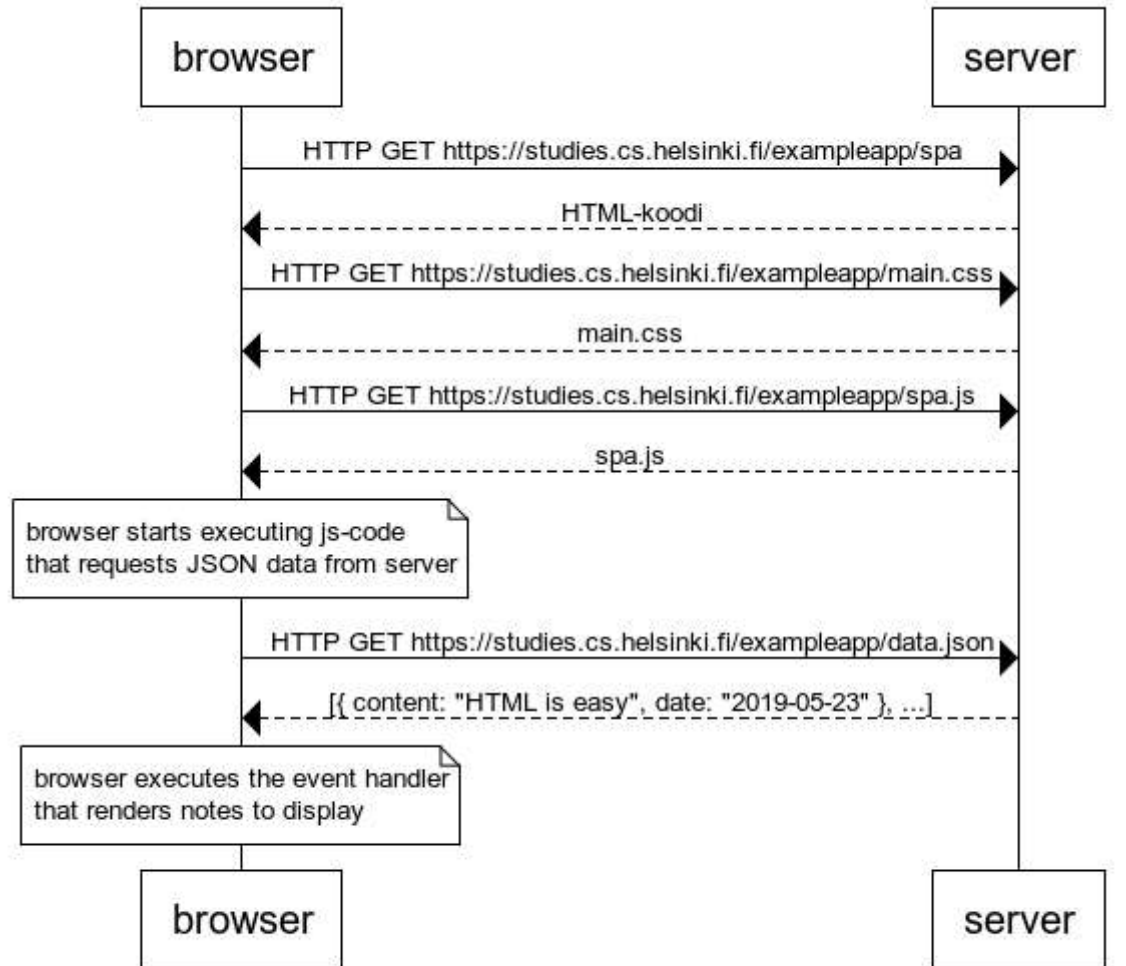 browser
server
HTTP GET https://studies.cs.helsinki.fi/exampleapp/spa
HTML-koodi
HTTP GET https://studies.cs.helsinki.fi/exampleapp/main.css
main.css
HTTP GET https://studies.cs.helsinki.fi/exampleapp/spa.js
spa.js
browser starts executing js-code
that requests JSON data from server
HTTP GET https://studies.cs.helsinki.fi/exampleapp/data.json
[{ content: "HTML is easy", date: "2019-05-23" }, ...]
browser executes the event handler
that renders notes to display
browser
server